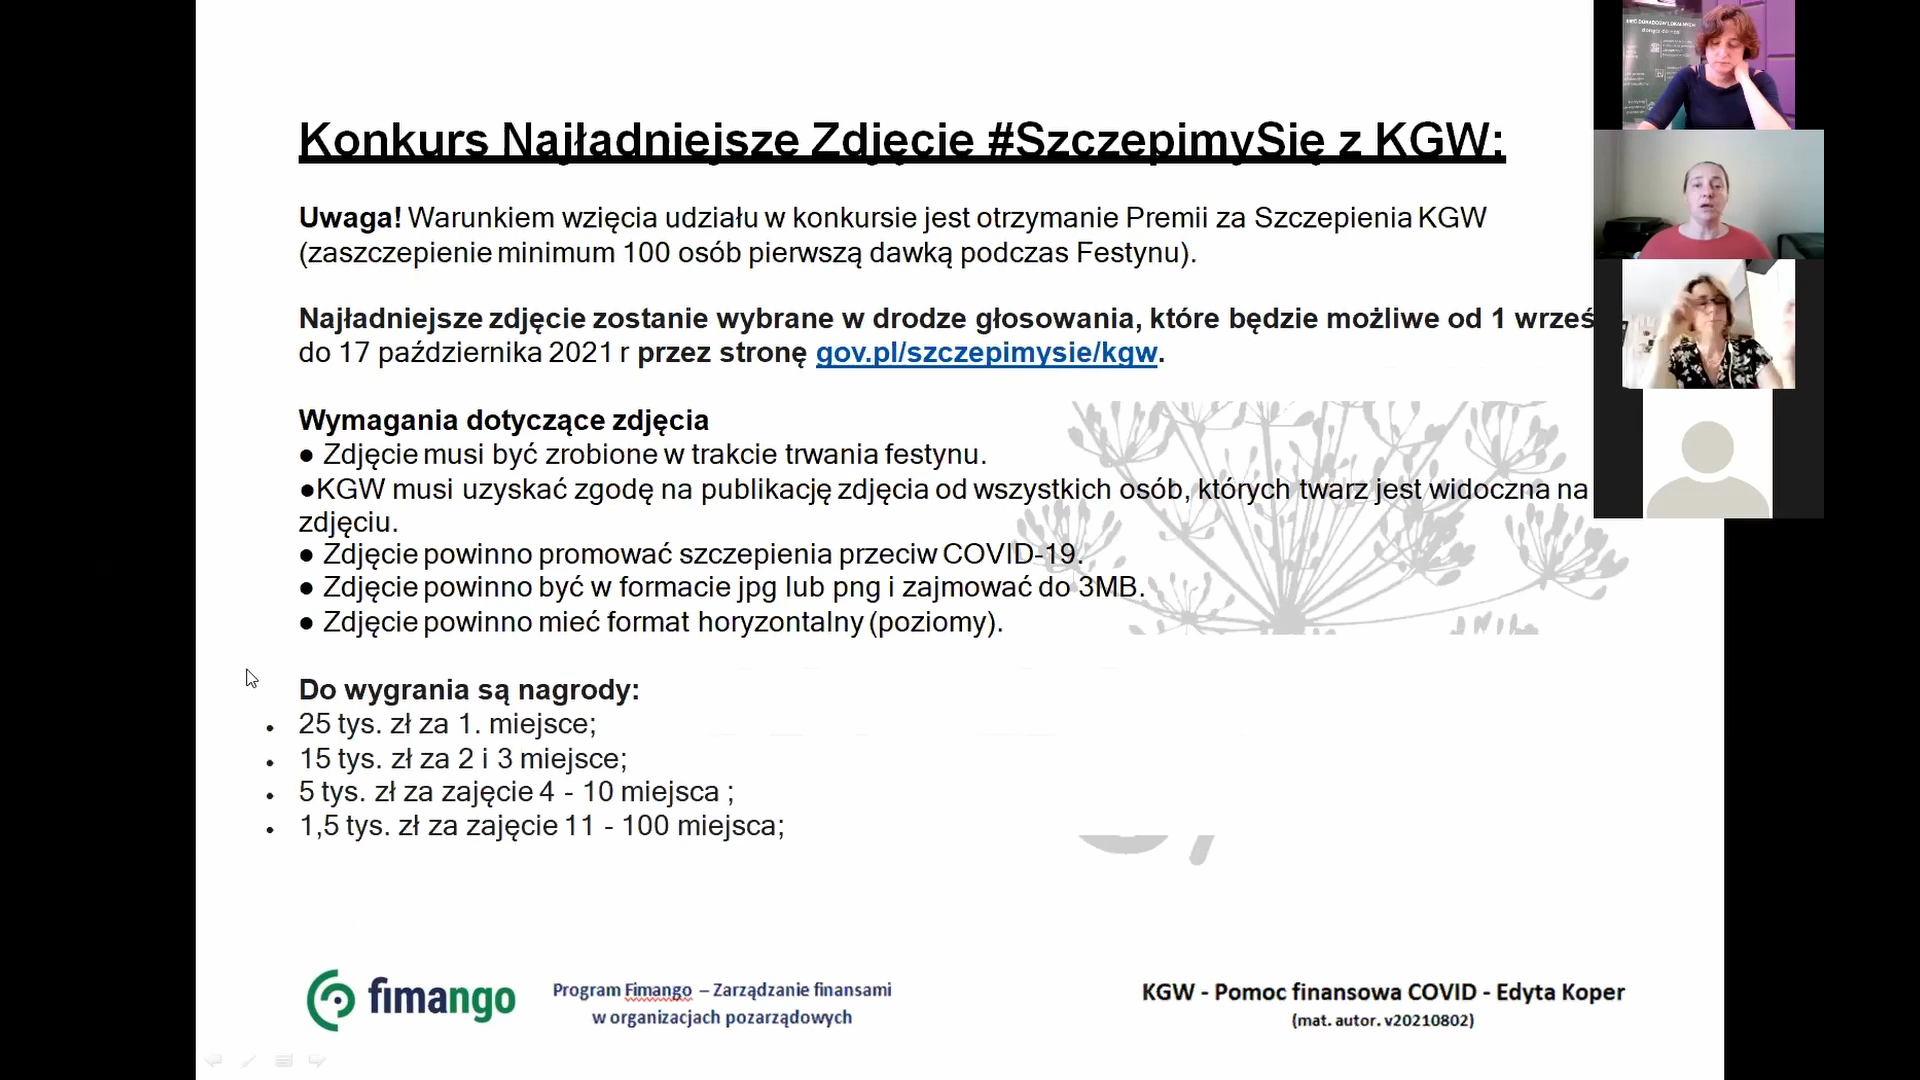 Konkurs Najładniejsze Zdjęcie #SzczepimySię z KGW:
Uwaga! Warunkiem wzięcia udziału w konkursie jest otrzymanie Premii za Szczepienia KGW
(zaszczepienie minimum 100 osób pierwszą dawką podczas Festynu).
Najładniejsze zdjęcie zostanie wybrane w drodze głosowania, które będzie możliwe od 1 wrześ
do 17 października 2021 r przez stronę gov.pl/szczepimysie/kgw.
Wymagania dotyczące zdjęcia
● Zdjęcie musi być zrobione w trakcie trwania festynu.
●KGW musi uzyskać zgodę na publikację zdjęcia od wszystkich osób, których twarz jest widoczna na
zdjęciu.
● Zdjęcie powinno promować szczepienia przeciw COVID-19.
● Zdjęcie powinno być w formacie jpg lub png i zajmować do 3MB.
● Zdjęcie powinno mieć format horyzontalny (poziomy).
Do wygrania są nagrody:
• 25 tys. zł za 1. miejsce;
• 15 tys. zł za 2 i 3 miejsce;
• 5 tys. zł za zajęcie 4 - 10 miejsca ;
• 1,5 tys. zł za zajęcie 11 - 100 miejsca;
fimango
Program Fimango – Zarządzanie finansami
w organizacjach pozarządowych
KGW - Pomoc finansowa COVID - Edyta Koper
(mat. autor. v20210802)